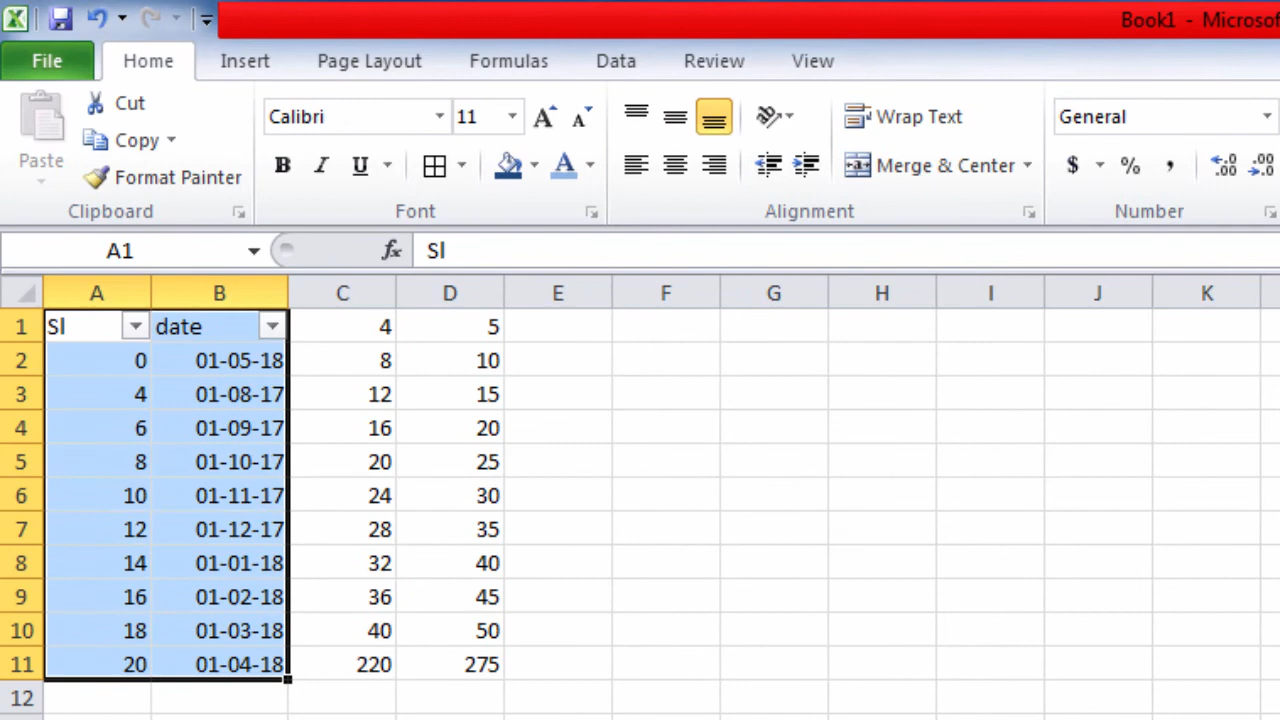 Book1 - Microsof
File Home Insert Page Layout Formulas Data Review View
Cut
Calibri 11 A A Wrap Text General
Copy
Paste
B I U A Merge & Center $ % , .0 .00 .00 .0
Format Painter
Clipboard Font Alignment Number
A1 fx Sl
A B C D E F G H I J K
1 Sl date 4 5
2 0 01-05-18 8 10
3 4 01-08-17 12 15
4 6 01-09-17 16 20
5 8 01-10-17 20 25
6 10 01-11-17 24 30
7 12 01-12-17 28 35
8 14 01-01-18 32 40
9 16 01-02-18 36 45
10 18 01-03-18 40 50
11 20 01-04-18 220 275
12